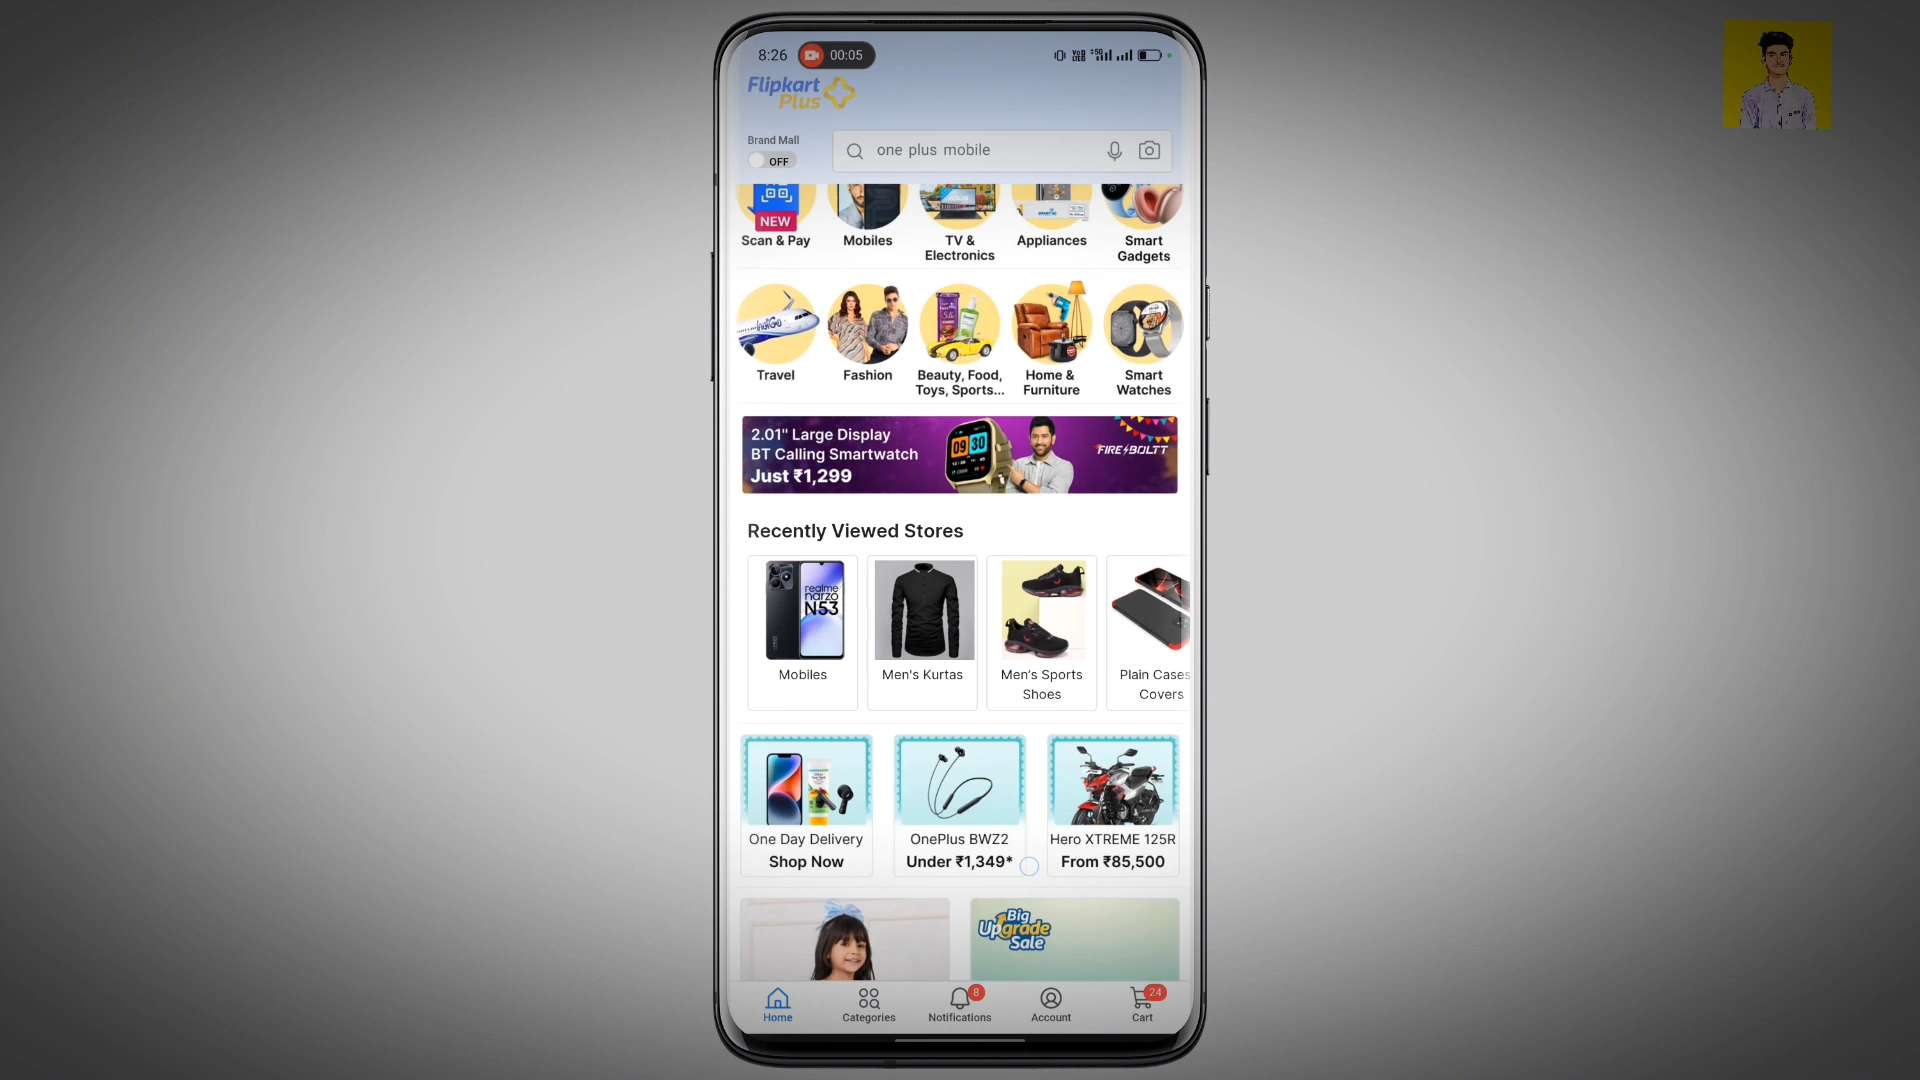 8:26
00:05
Flipkart
Plus
Brand Mall
OFF
one plus mobile
NEW
Scan & Pay
Mobiles
TV &
Electronics
Appliances
Smart
Gadgets
IndiGo
Travel
Fashion
Beauty, Food,
Toys, Sports...
Home &
Furniture
Smart
Watches
2.01" Large Display
BT Calling Smartwatch
Just ₹1,299
09 30
FIRE BOLTT
Recently Viewed Stores
realme
narzo
N53
Mobiles
Men's Kurtas
Men's Sports
Shoes
Plain Cases
Covers
One Day Delivery
Shop Now
OnePlus BWZ2
Under ₹1,349*
Hero XTREME 125R
From ₹85,500
Big
Upgrade
Sale
Home
Categories
8
Notifications
Account
24
Cart